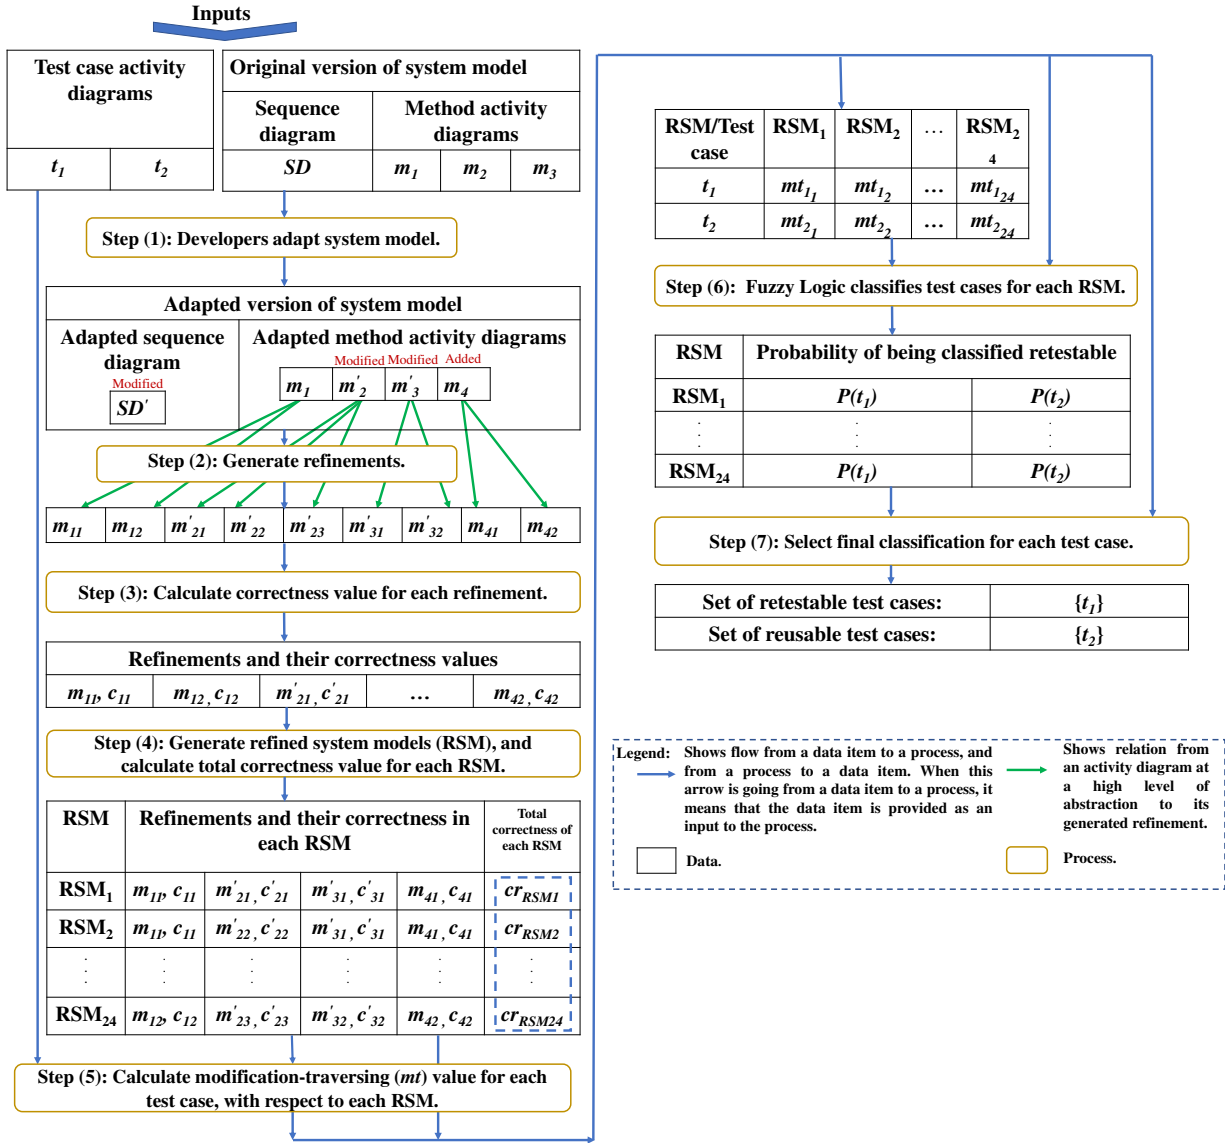 Inputs
Test case activity
diagrams
t1 t2
Original version of system model
Sequence
diagram
Method activity
diagrams
SD m1 m2 m3
Step (1): Developers adapt system model.
Adapted version of system model
Adapted sequence
diagram
Modified
SD'
Adapted method activity diagrams
Modified Modified Added
m1 m'2 m'3 m4
Step (2): Generate refinements.
m11 m12 m'21 m'22 m'23 m'31 m'32 m41 m42
Step (3): Calculate correctness value for each refinement.
Refinements and their correctness values
m11, c11 m12, c12 m'21, c'21 … m42, c42
Step (4): Generate refined system models (RSM), and
calculate total correctness value for each RSM.
RSM
Refinements and their correctness in
each RSM
Total
correctness of
each RSM
RSM1 m11, c11 m'21, c'21 m'31, c'31 m41, c41 crRSM1
RSM2 m11, c11 m'22, c'22 m'31, c'31 m41, c41 crRSM2
. . . . . .
. . . . . .
. . . . . .
RSM24 m12, c12 m'23, c'23 m'32, c'32 m42, c42 crRSM24
Step (5): Calculate modification-traversing (mt) value for each
test case, with respect to each RSM.
RSM/Test
case
RSM1 RSM2 … RSM2
4
t1 mt11 mt12 … mt124
t2 mt21 mt22 … mt224
Step (6): Fuzzy Logic classifies test cases for each RSM.
RSM Probability of being classified retestable
RSM1 P(t1) P(t2)
. . .
. . .
. . .
RSM24 P(t1) P(t2)
Step (7): Select final classification for each test case.
Set of retestable test cases: {t1}
Set of reusable test cases: {t2}
Legend:
Shows flow from a data item to a process, and
from a process to a data item. When this
arrow is going from a data item to a process, it
means that the data item is provided as an
input to the process.
Shows relation from
an activity diagram at
a high level of
abstraction to its
generated refinement.
Data.
Process.